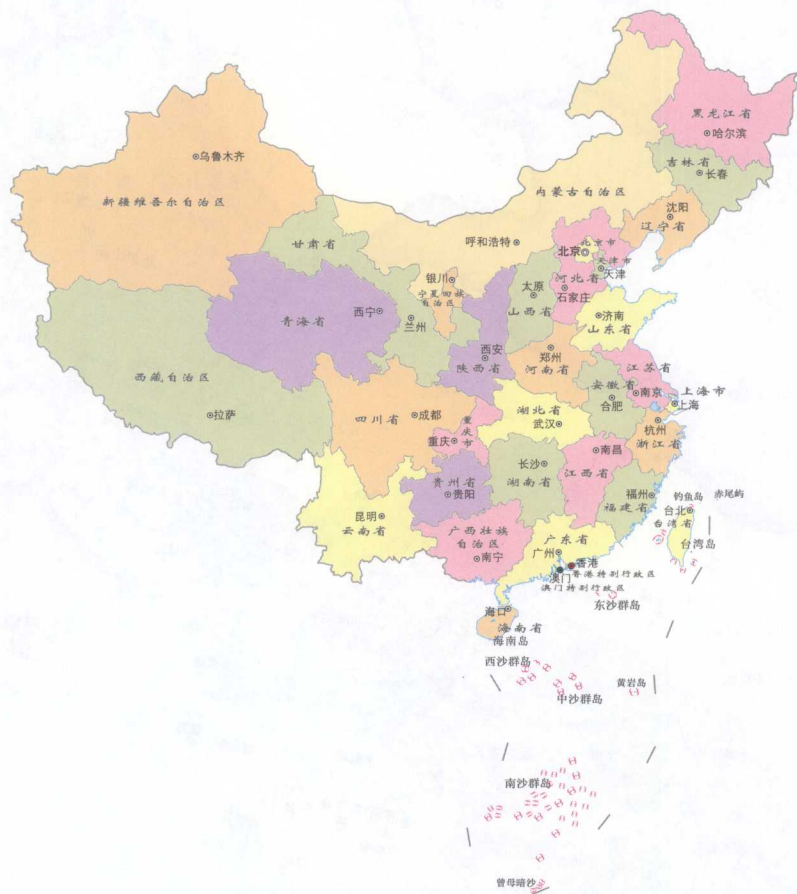 黑龙江省
哈尔滨
吉林省
长春
乌鲁木齐
新疆维吾尔自治区
内蒙古自治区
沈阳
辽宁省
呼和浩特
甘肃省
北京市
北京
天津市
天津
银川
宁夏回族
自治区
太原
山西省
河北省
石家庄
青海省
西宁
兰州
济南
山东省
西安
陕西省
郑州
河南省
江苏省
西藏自治区
拉萨
安徽省
南京
合肥
上海市
上海
四川省
成都
重庆市
重庆
湖北省
武汉
杭州
浙江省
长沙
湖南省
南昌
江西省
贵州省
贵阳
福州
福建省
钓鱼岛
赤尾屿
昆明
云南省
台北
台湾省
台湾岛
广西壮族
自治区
南宁
广东省
广州
香港
香港特别行政区
澳门
澳门特别行政区
东沙群岛
海口
海南省
海南岛
西沙群岛
中沙群岛
黄岩岛
南沙群岛
曾母暗沙